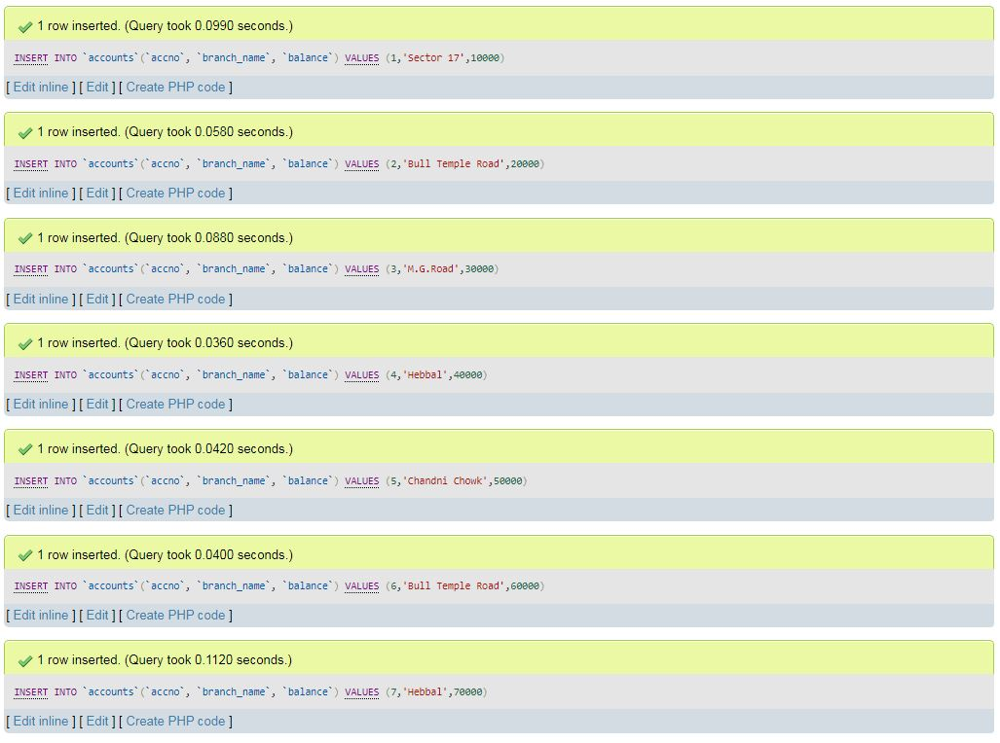 1 row inserted. (Query took 0.0990 seconds.)
INSERT INTO `accounts`(`accno`, `branch_name`, `balance`) VALUES (1,'Sector 17',10000)
[ Edit inline ] [ Edit ] [ Create PHP code ]
1 row inserted. (Query took 0.0580 seconds.)
INSERT INTO `accounts`(`accno`, `branch_name`, `balance`) VALUES (2,'Bull Temple Road',20000)
[ Edit inline ] [ Edit ] [ Create PHP code ]
1 row inserted. (Query took 0.0880 seconds.)
INSERT INTO `accounts`(`accno`, `branch_name`, `balance`) VALUES (3,'M.G.Road',30000)
[ Edit inline ] [ Edit ] [ Create PHP code ]
1 row inserted. (Query took 0.0360 seconds.)
INSERT INTO `accounts`(`accno`, `branch_name`, `balance`) VALUES (4,'Hebbal',40000)
[ Edit inline ] [ Edit ] [ Create PHP code ]
1 row inserted. (Query took 0.0420 seconds.)
INSERT INTO `accounts`(`accno`, `branch_name`, `balance`) VALUES (5,'Chandni Chowk',50000)
[ Edit inline ] [ Edit ] [ Create PHP code ]
1 row inserted. (Query took 0.0400 seconds.)
INSERT INTO `accounts`(`accno`, `branch_name`, `balance`) VALUES (6,'Bull Temple Road',60000)
[ Edit inline ] [ Edit ] [ Create PHP code ]
1 row inserted. (Query took 0.1120 seconds.)
INSERT INTO `accounts`(`accno`, `branch_name`, `balance`) VALUES (7,'Hebbal',70000)
[ Edit inline ] [ Edit ] [ Create PHP code ]